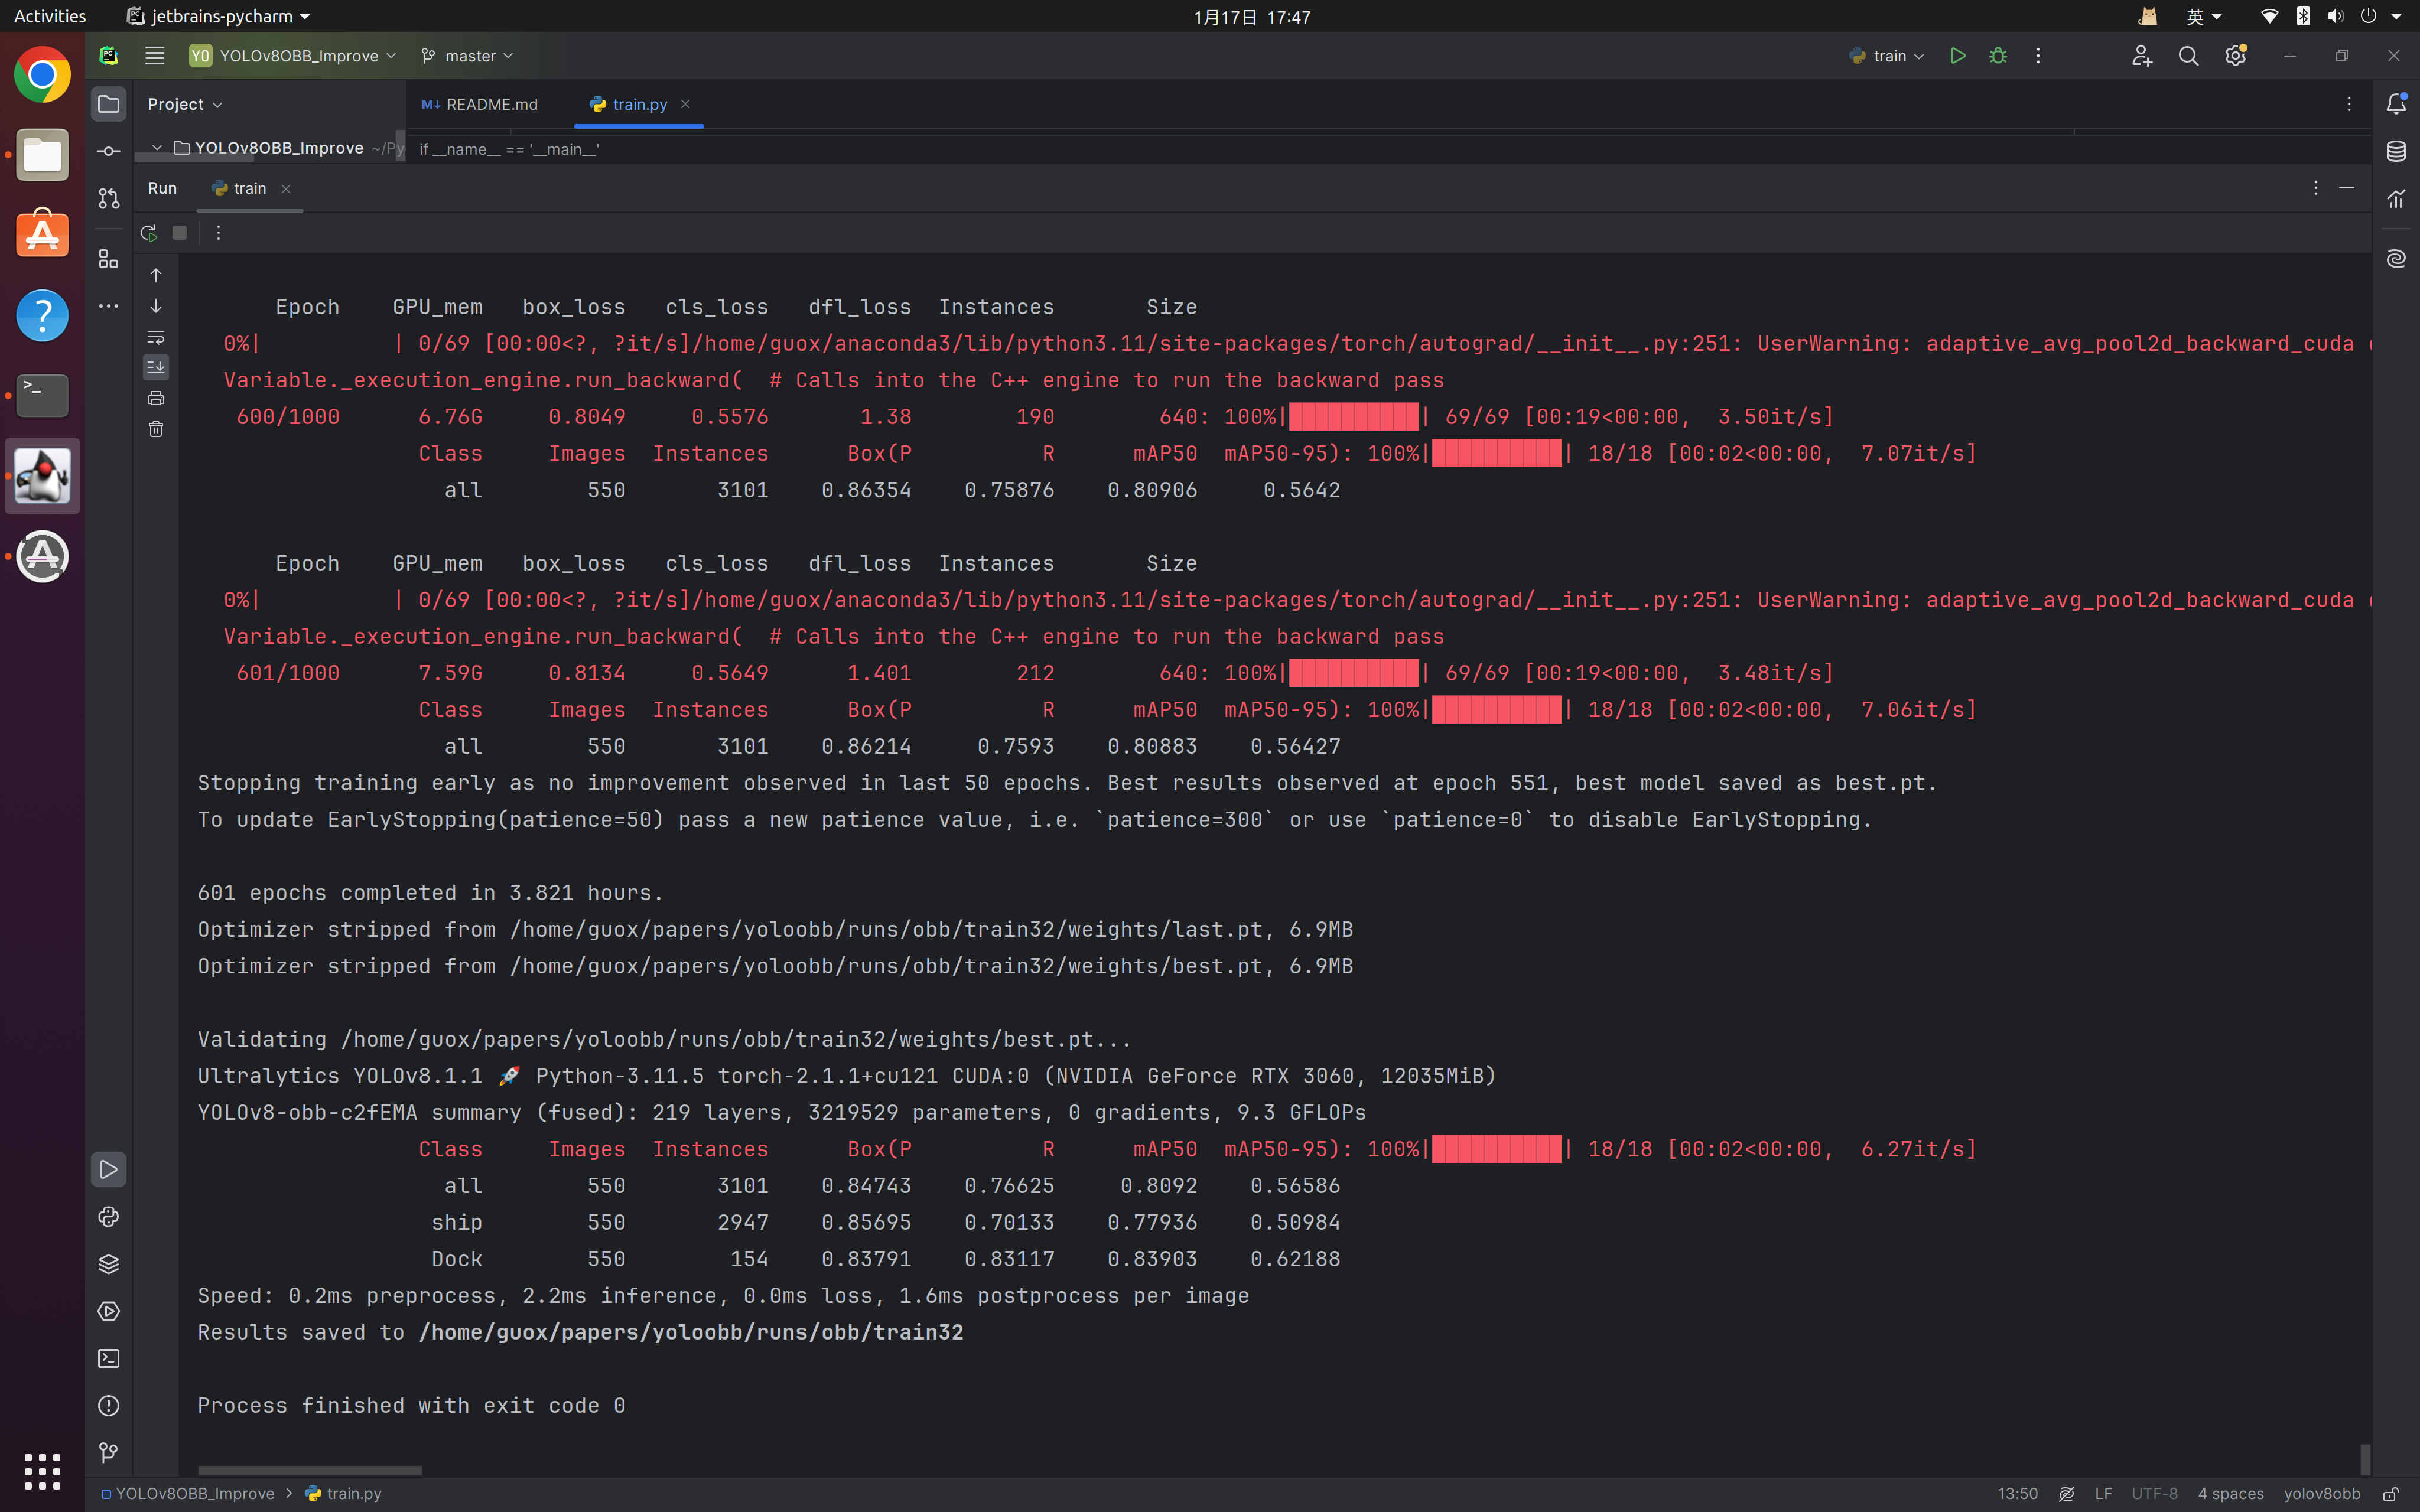 Activities jetbrains-pycharm 1月17日 17:47 英
YO YOLOv8OBB_Improve master train
Project README.md train.py
YOLOv8OBB_Improve ~/Py if __name__ == '__main__'
Run train
Epoch GPU_mem box_loss cls_loss dfl_loss Instances Size
0%| | 0/69 [00:00<?, ?it/s]/home/guox/anaconda3/lib/python3.11/site-packages/torch/autograd/__init__.py:251: UserWarning: adaptive_avg_pool2d_backward_cuda
Variable._execution_engine.run_backward( # Calls into the C++ engine to run the backward pass
600/1000 6.76G 0.8049 0.5576 1.38 190 640: 100%|██████████| 69/69 [00:19<00:00, 3.50it/s]
Class Images Instances Box(P R mAP50 mAP50-95): 100%|██████████| 18/18 [00:02<00:00, 7.07it/s]
all 550 3101 0.86354 0.75876 0.80906 0.5642
Epoch GPU_mem box_loss cls_loss dfl_loss Instances Size
0%| | 0/69 [00:00<?, ?it/s]/home/guox/anaconda3/lib/python3.11/site-packages/torch/autograd/__init__.py:251: UserWarning: adaptive_avg_pool2d_backward_cuda
Variable._execution_engine.run_backward( # Calls into the C++ engine to run the backward pass
601/1000 7.59G 0.8134 0.5649 1.401 212 640: 100%|██████████| 69/69 [00:19<00:00, 3.48it/s]
Class Images Instances Box(P R mAP50 mAP50-95): 100%|██████████| 18/18 [00:02<00:00, 7.06it/s]
all 550 3101 0.86214 0.7593 0.80883 0.56427
Stopping training early as no improvement observed in last 50 epochs. Best results observed at epoch 551, best model saved as best.pt.
To update EarlyStopping(patience=50) pass a new patience value, i.e. `patience=300` or use `patience=0` to disable EarlyStopping.
601 epochs completed in 3.821 hours.
Optimizer stripped from /home/guox/papers/yoloobb/runs/obb/train32/weights/last.pt, 6.9MB
Optimizer stripped from /home/guox/papers/yoloobb/runs/obb/train32/weights/best.pt, 6.9MB
Validating /home/guox/papers/yoloobb/runs/obb/train32/weights/best.pt...
Ultralytics YOLOv8.1.1 🚀 Python-3.11.5 torch-2.1.1+cu121 CUDA:0 (NVIDIA GeForce RTX 3060, 12035MiB)
YOLOv8-obb-c2fEMA summary (fused): 219 layers, 3219529 parameters, 0 gradients, 9.3 GFLOPs
Class Images Instances Box(P R mAP50 mAP50-95): 100%|██████████| 18/18 [00:02<00:00, 6.27it/s]
all 550 3101 0.84743 0.76625 0.8092 0.56586
ship 550 2947 0.85695 0.70133 0.77936 0.50984
Dock 550 154 0.83791 0.83117 0.83903 0.62188
Speed: 0.2ms preprocess, 2.2ms inference, 0.0ms loss, 1.6ms postprocess per image
Results saved to /home/guox/papers/yoloobb/runs/obb/train32
Process finished with exit code 0
YOLOv8OBB_Improve train.py 13:50 LF UTF-8 4 spaces yolov8obb